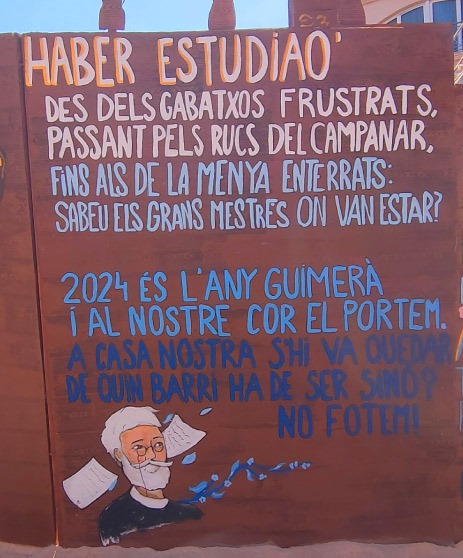 HABER ESTUDIAO'
DES DELS GABATXOS FRUSTRATS,
PASSANT PELS RUCS DEL CAMPANAR,
FINS ALS DE LA MENYA ENTERRATS:
SABEU ELS GRANS MESTRES ON VAN ESTAR?
2024 ÉS L'ANY GUIMERÀ
I AL NOSTRE COR EL PORTEM.
A CASA NOSTRA S'HI VA QUEDAR
DE QUIN BARRI HA DE SER SINÓ?
NO FOTEM!